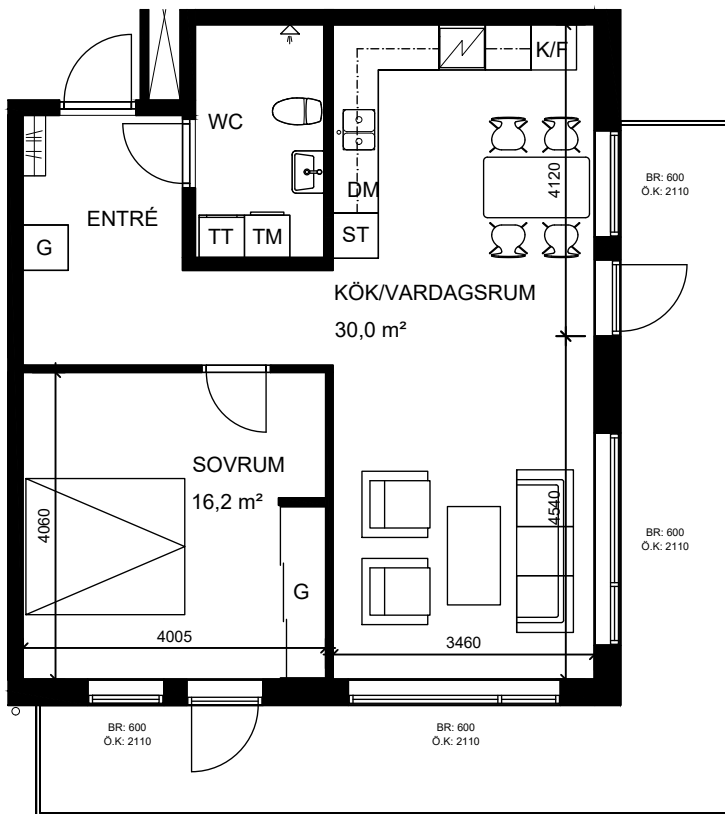 K/F
WC
DM
4120
BR: 600
Ö.K: 2110
ENTRÉ
TT
TM
ST
G
KÖK/VARDAGSRUM
30,0 m²
SOVRUM
16,2 m²
4060
4540
BR: 600
Ö.K: 2110
G
4005
3460
BR: 600
Ö.K: 2110
BR: 600
Ö.K: 2110